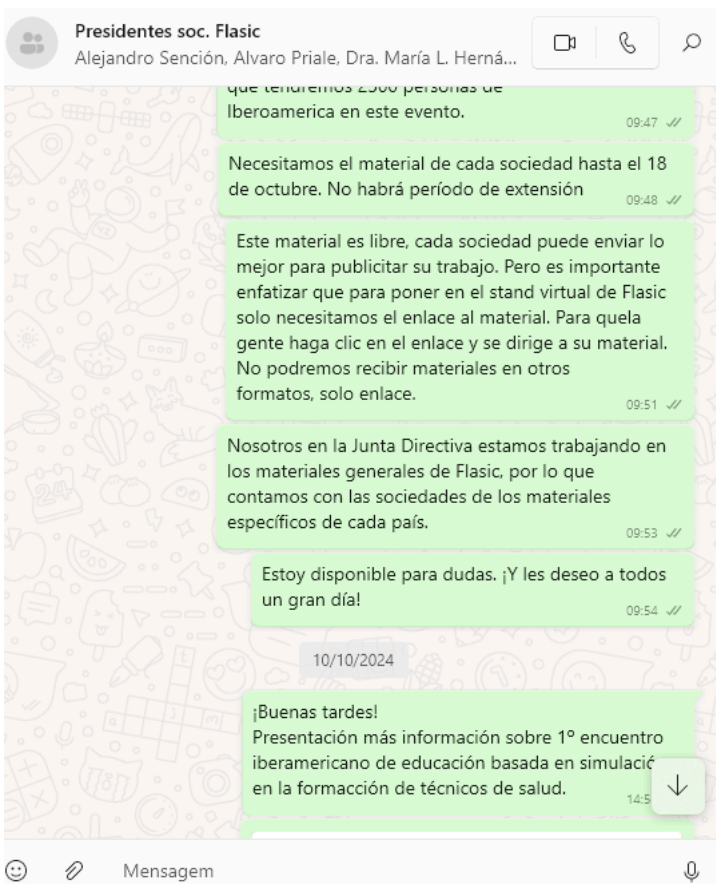 Presidentes soc. Flasic
Alejandro Sención, Alvaro Priale, Dra. María L. Herná...
que tendremos 2500 personas de
Iberoamerica en este evento.
09:47
Necesitamos el material de cada sociedad hasta el 18
de octubre. No habrá período de extensión
09:48
Este material es libre, cada sociedad puede enviar lo
mejor para publicitar su trabajo. Pero es importante
enfatizar que para poner en el stand virtual de Flasic
solo necesitamos el enlace al material. Para quela
gente haga clic en el enlace y se dirige a su material.
No podremos recibir materiales en otros
formatos, solo enlace.
09:51
Nosotros en la Junta Directiva estamos trabajando en
los materiales generales de Flasic, por lo que
contamos con las sociedades de los materiales
específicos de cada país.
09:53
Estoy disponible para dudas. ¡Y les deseo a todos
un gran día!
09:54
10/10/2024
¡Buenas tardes!
Presentación más información sobre 1º encuentro
iberamericano de educación basada en simulació
en la formacción de técnicos de salud.
14:5
Mensagem